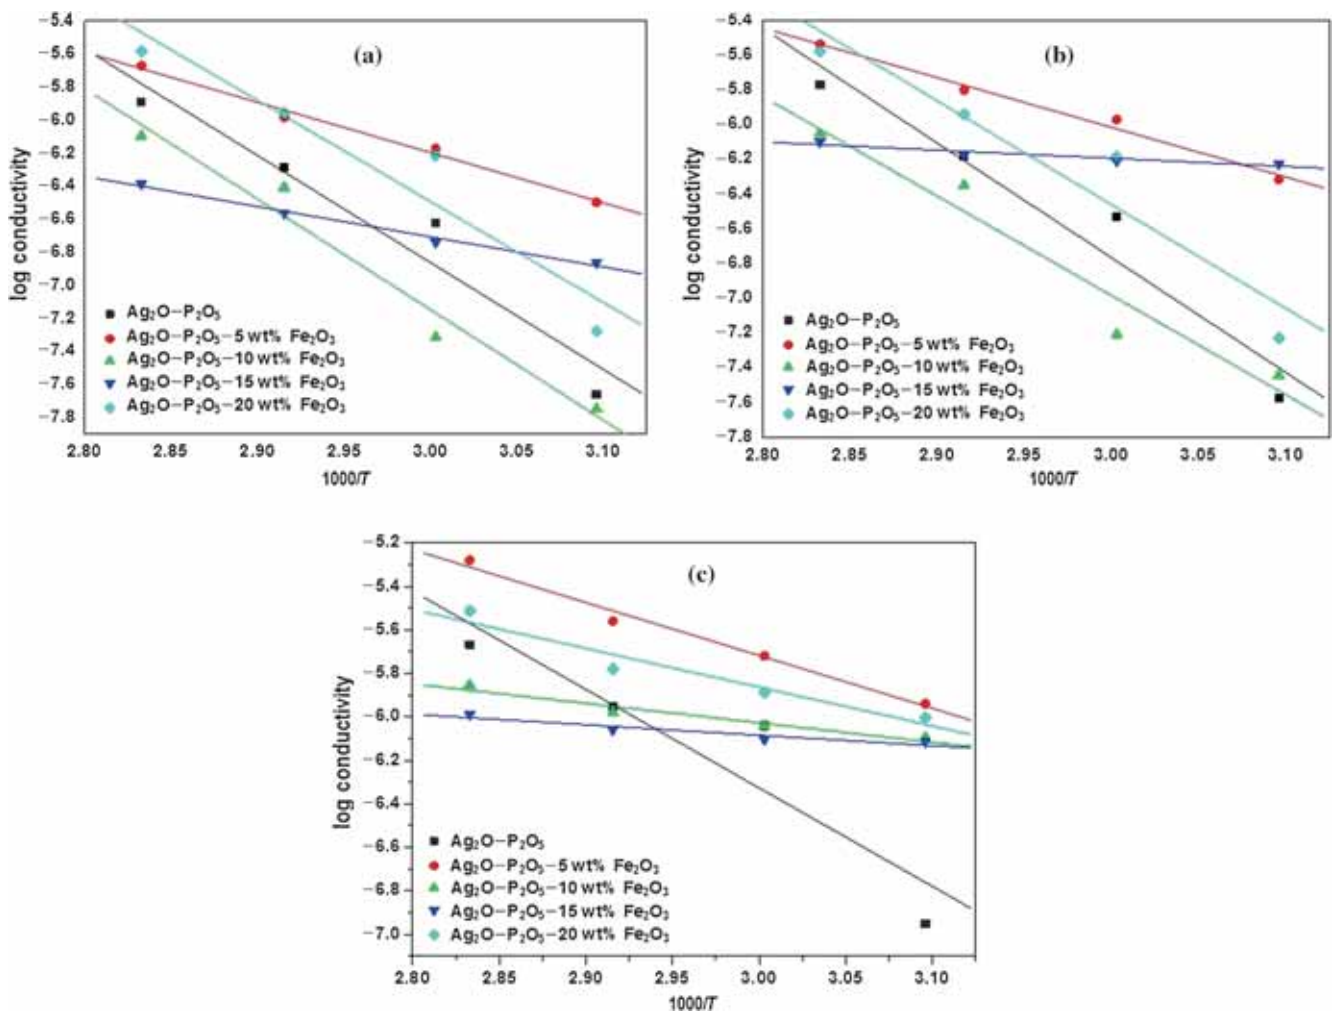 (a)
log conductivity
−5.4
−5.6
−5.8
−6.0
−6.2
−6.4
−6.6
−6.8
−7.0
−7.2
−7.4
−7.6
−7.8
Ag₂O−P₂O₅
Ag₂O−P₂O₅−5 wt% Fe₂O₃
Ag₂O−P₂O₅−10 wt% Fe₂O₃
Ag₂O−P₂O₅−15 wt% Fe₂O₃
Ag₂O−P₂O₅−20 wt% Fe₂O₃
2.80 2.85 2.90 2.95 3.00 3.05 3.10
1000/T
(b)
log conductivity
−5.4
−5.6
−5.8
−6.0
−6.2
−6.4
−6.6
−6.8
−7.0
−7.2
−7.4
−7.6
−7.8
Ag₂O−P₂O₅
Ag₂O−P₂O₅−5 wt% Fe₂O₃
Ag₂O−P₂O₅−10 wt% Fe₂O₃
Ag₂O−P₂O₅−15 wt% Fe₂O₃
Ag₂O−P₂O₅−20 wt% Fe₂O₃
2.80 2.85 2.90 2.95 3.00 3.05 3.10
1000/T
(c)
log conductivity
−5.2
−5.4
−5.6
−5.8
−6.0
−6.2
−6.4
−6.6
−6.8
−7.0
Ag₂O−P₂O₅
Ag₂O−P₂O₅−5 wt% Fe₂O₃
Ag₂O−P₂O₅−10 wt% Fe₂O₃
Ag₂O−P₂O₅−15 wt% Fe₂O₃
Ag₂O−P₂O₅−20 wt% Fe₂O₃
2.80 2.85 2.90 2.95 3.00 3.05 3.10
1000/T